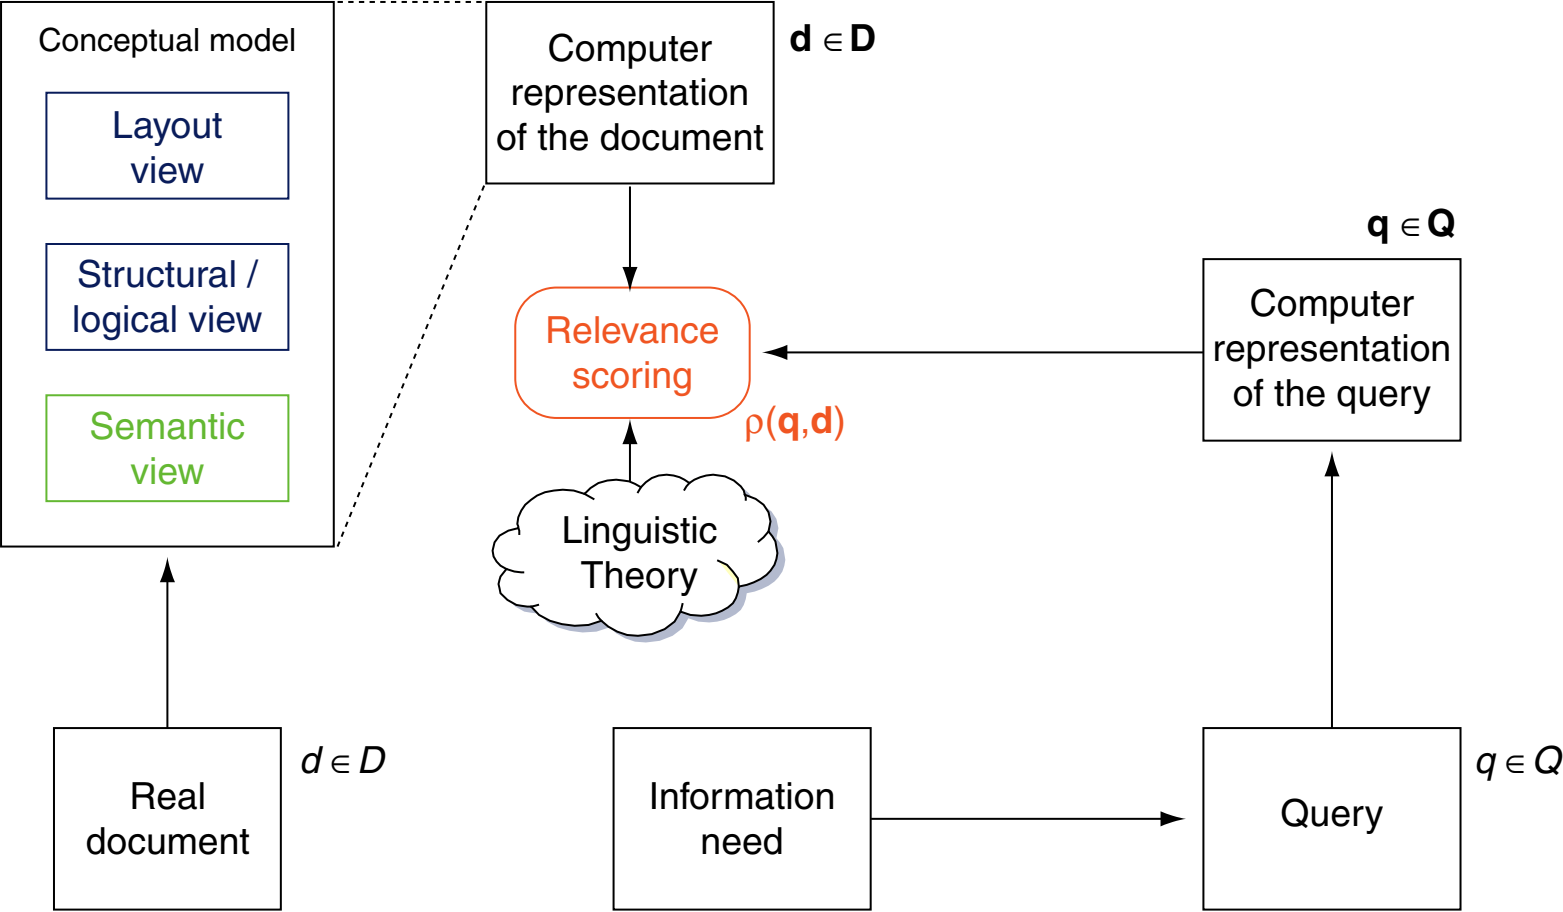 Conceptual model
Layout
view
Structural /
logical view
Semantic
view
Computer
representation
of the document
d ∈ D
Relevance
scoring
ρ(q,d)
Linguistic
Theory
q ∈ Q
Computer
representation
of the query
Real
document
d ∈ D
Information
need
Query
q ∈ Q